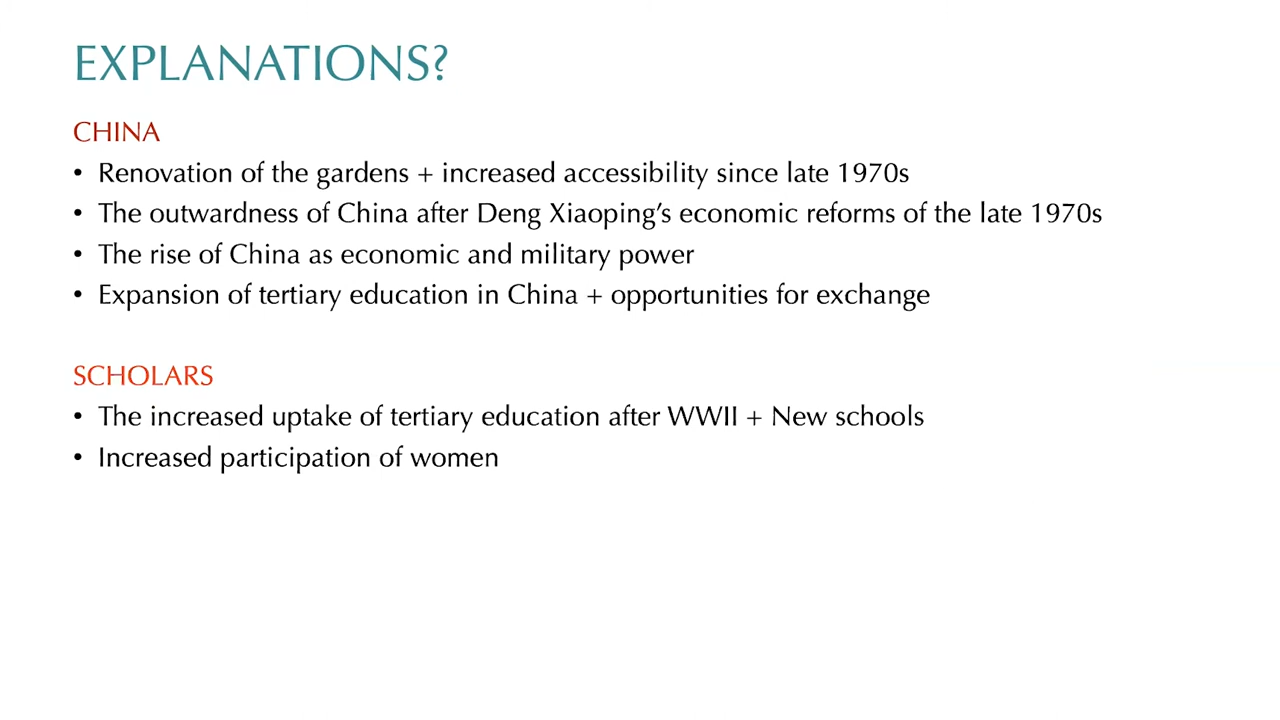 EXPLANATIONS?
CHINA
• Renovation of the gardens + increased accessibility since late 1970s
• The outwardness of China after Deng Xiaoping’s economic reforms of the late 1970s
• The rise of China as economic and military power
• Expansion of tertiary education in China + opportunities for exchange
SCHOLARS
• The increased uptake of tertiary education after WWII + New schools
• Increased participation of women